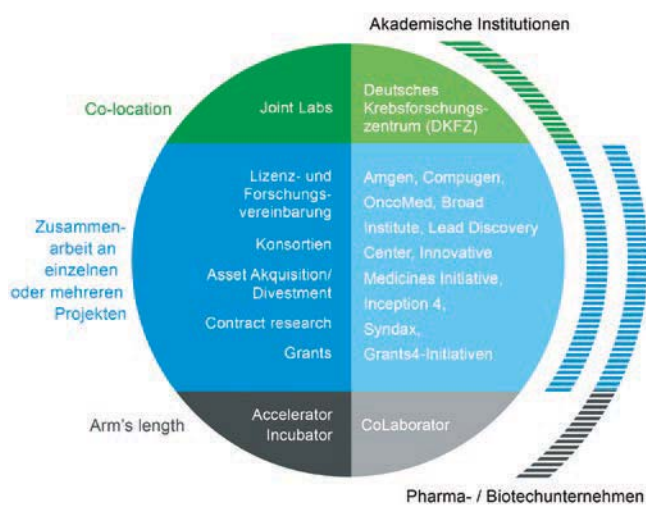 Akademische Institutionen
Co-location
Joint Labs
Deutsches
Krebsforschungs-
zentrum (DKFZ)
Zusammen-
arbeit an
einzelnen
oder mehreren
Projekten
Lizenz- und
Forschungs-
vereinbarung
Konsortien
Asset Akquisition/
Divestment
Contract research
Grants
Amgen, Compugen,
OncoMed, Broad
Institute, Lead Discovery
Center, Innovative
Medicines Initiative,
Inception 4,
Syndax,
Grants4-Initiativen
Arm's length
Accelerator
Incubator
CoLaborator
Pharma- / Biotechunternehmen